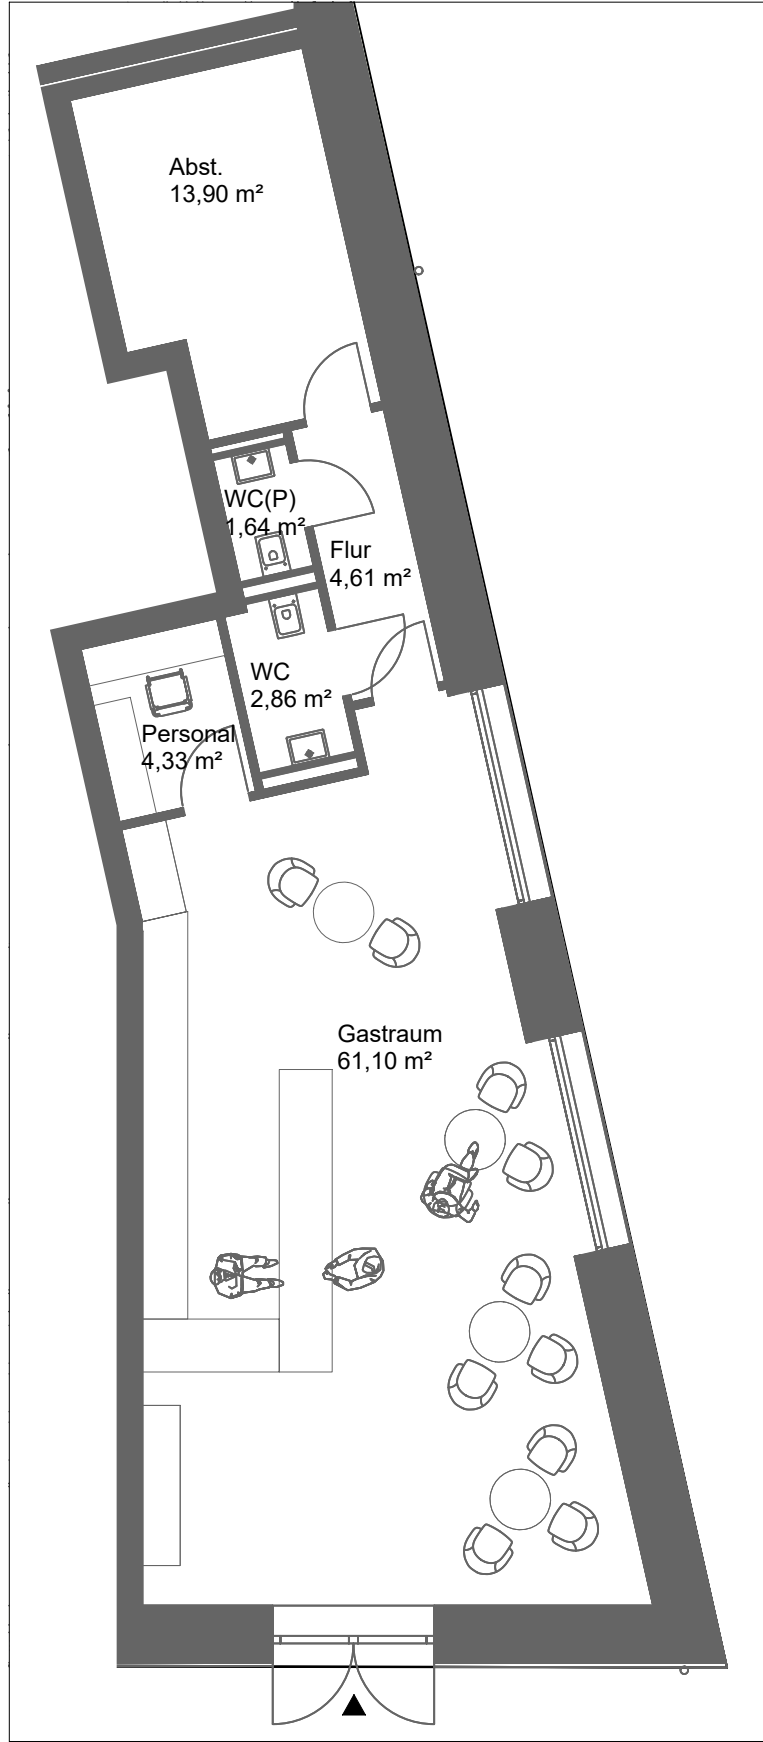 Abst.
13,90 m²
WC(P)
1,64 m²
Flur
4,61 m²
WC
2,86 m²
Personal
4,33 m²
Gastraum
61,10 m²